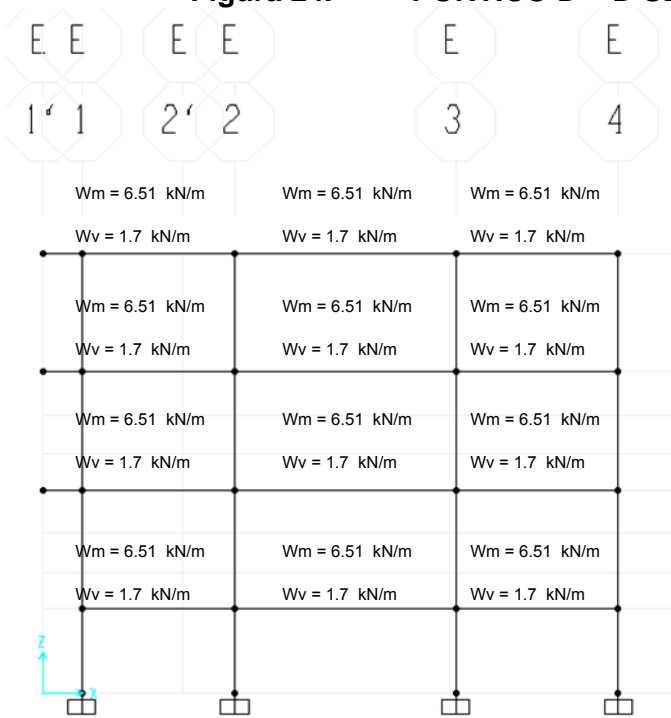 E E E E E E
1' 1 2' 2 3 4
Wm = 6.51 kN/m Wm = 6.51 kN/m Wm = 6.51 kN/m
Wv = 1.7 kN/m Wv = 1.7 kN/m Wv = 1.7 kN/m
Wm = 6.51 kN/m Wm = 6.51 kN/m Wm = 6.51 kN/m
Wv = 1.7 kN/m Wv = 1.7 kN/m Wv = 1.7 kN/m
Wm = 6.51 kN/m Wm = 6.51 kN/m Wm = 6.51 kN/m
Wv = 1.7 kN/m Wv = 1.7 kN/m Wv = 1.7 kN/m
Wm = 6.51 kN/m Wm = 6.51 kN/m Wm = 6.51 kN/m
Wv = 1.7 kN/m Wv = 1.7 kN/m Wv = 1.7 kN/m
Z
X